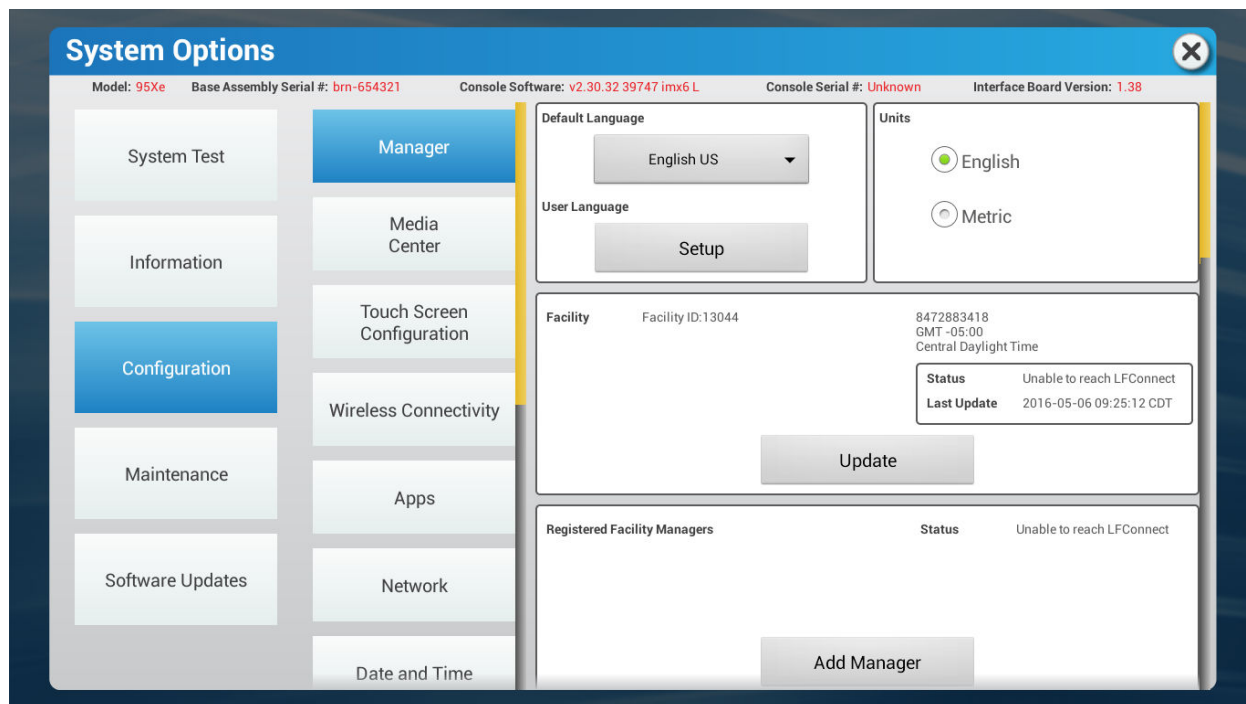 System Options
Model: 95Xe Base Assembly Serial #: brn-654321 Console Software: v2.30.32 39747 imx6 L Console Serial #: Unknown Interface Board Version: 1.38
System Test
Information
Configuration
Maintenance
Software Updates
Manager
Media
Center
Touch Screen
Configuration
Wireless Connectivity
Apps
Network
Date and Time
Default Language
English US
User Language
Setup
Units
English
Metric
Facility Facility ID:13044
8472883418
GMT -05:00
Central Daylight Time
Status Unable to reach LFConnect
Last Update 2016-05-06 09:25:12 CDT
Update
Registered Facility Managers Status Unable to reach LFConnect
Add Manager